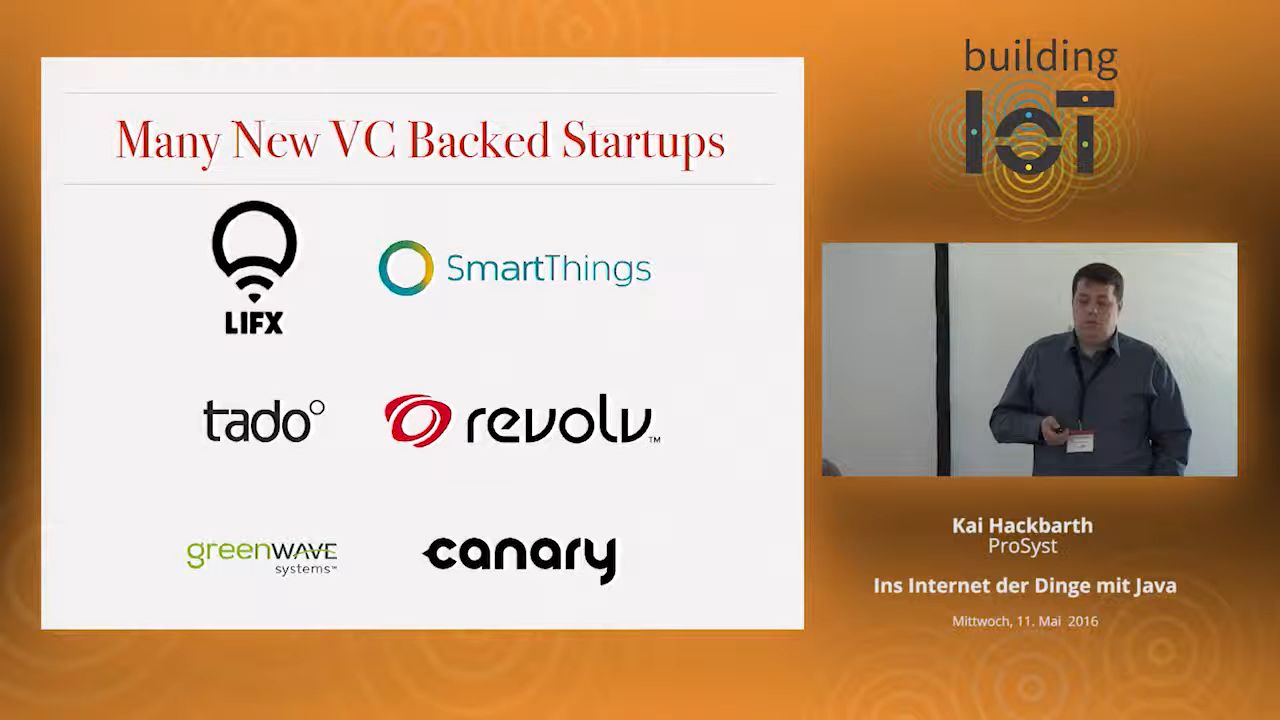 Many New VC Backed Startups
LIFX
SmartThings
tado°
revolv™
greenwave
systems™
canary
building
IoT
Kai Hackbarth
ProSyst
Ins Internet der Dinge mit Java
Mittwoch, 11. Mai 2016